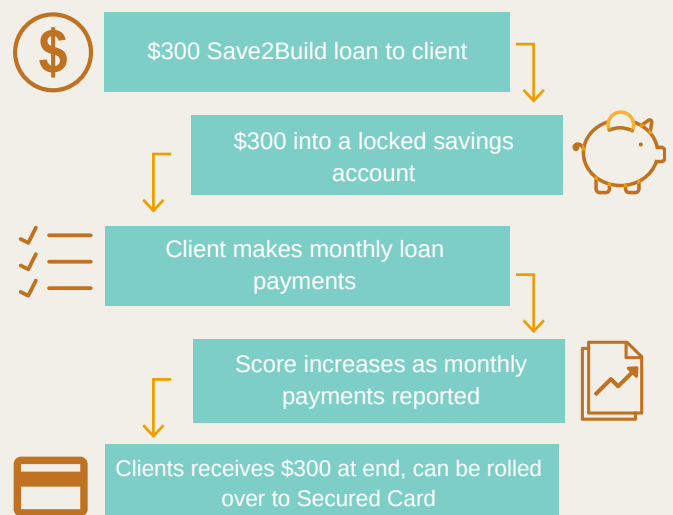 $
$300 Save2Build loan to client
$300 into a locked savings
account
Client makes monthly loan
payments
Score increases as monthly
payments reported
Clients receives $300 at end, can be rolled
over to Secured Card